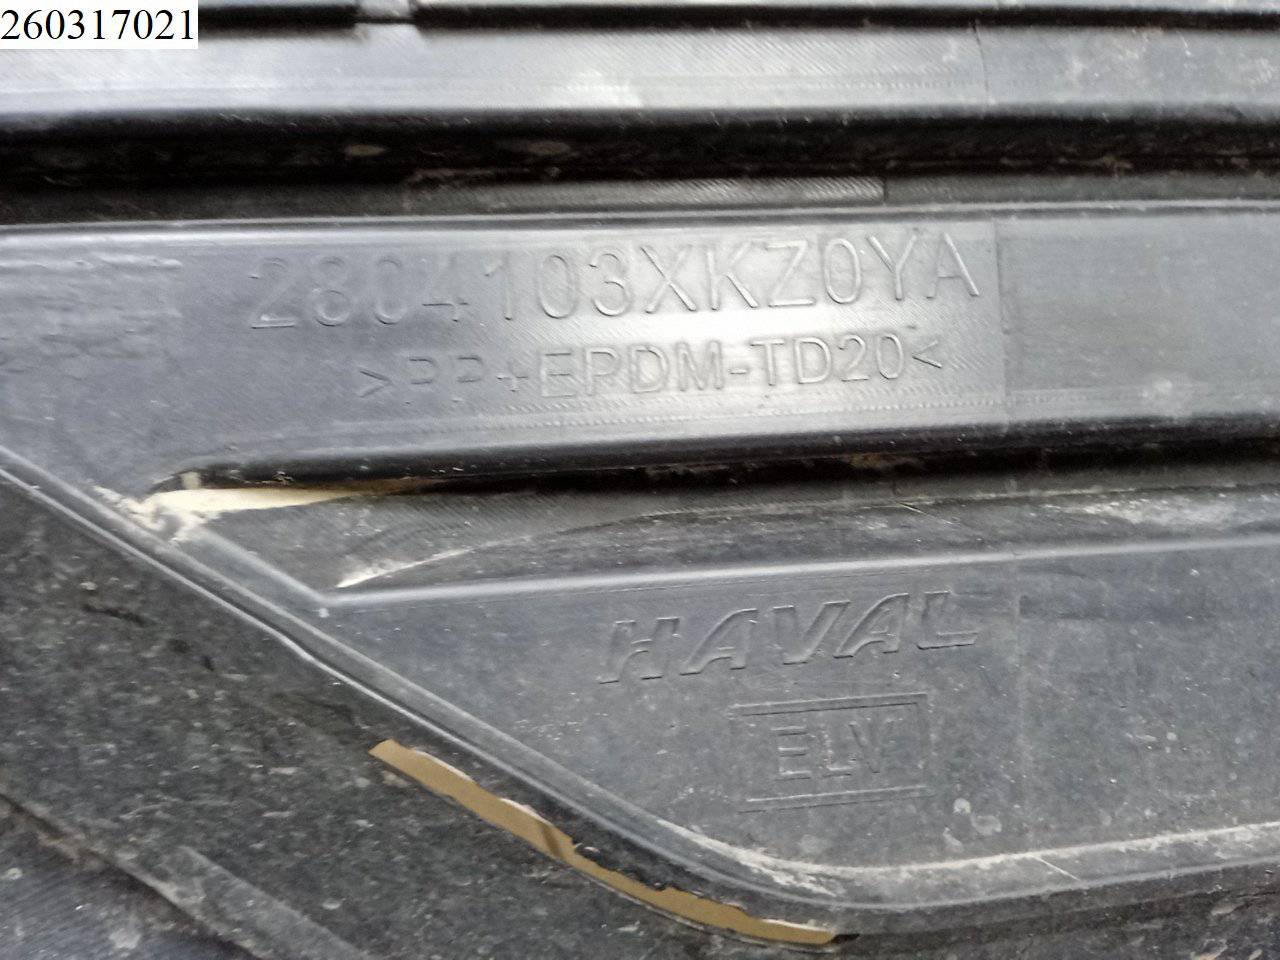 260317021
2804103XKZ0YA
>PP+EPDM-TD20<
HAVAL
ELV